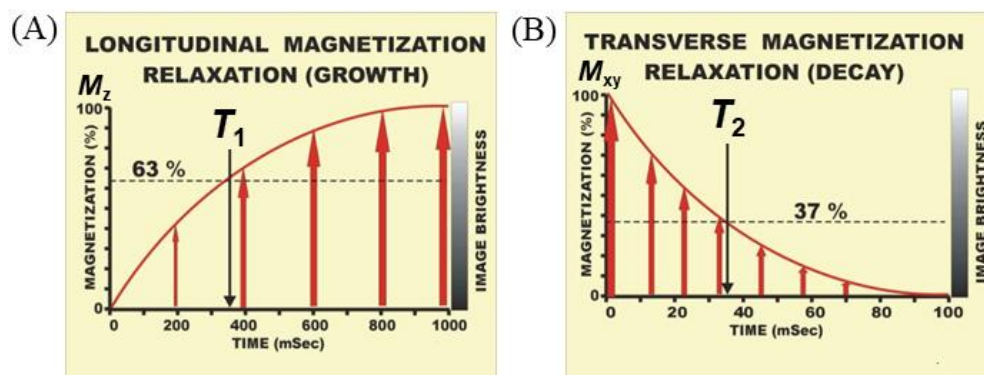 (A)
LONGITUDINAL MAGNETIZATION
RELAXATION (GROWTH)
Mz
100
MAGNETIZATION (%)
63 %
T1
0
0 200 400 600 800 1000
TIME (mSec)
IMAGE BRIGHTNESS
(B)
TRANSVERSE MAGNETIZATION
RELAXATION (DECAY)
Mxy
100
MAGNETIZATION (%)
T2
37 %
0
0 20 40 60 80 100
TIME (mSec)
IMAGE BRIGHTNESS